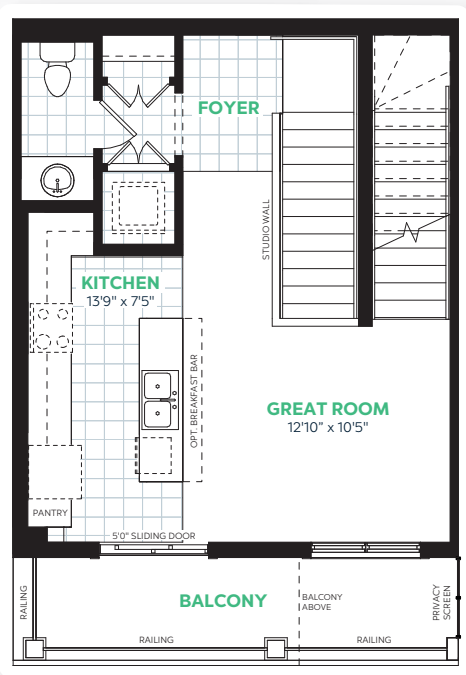 FOYER
STUDIO WALL
KITCHEN
13'9" x 7'5"
OPT. BREAKFAST BAR
GREAT ROOM
12'10" x 10'5"
PANTRY
5'0" SLIDING DOOR
RAILING
BALCONY
BALCONY
ABOVE
PRIVACY
SCREEN
RAILING
RAILING